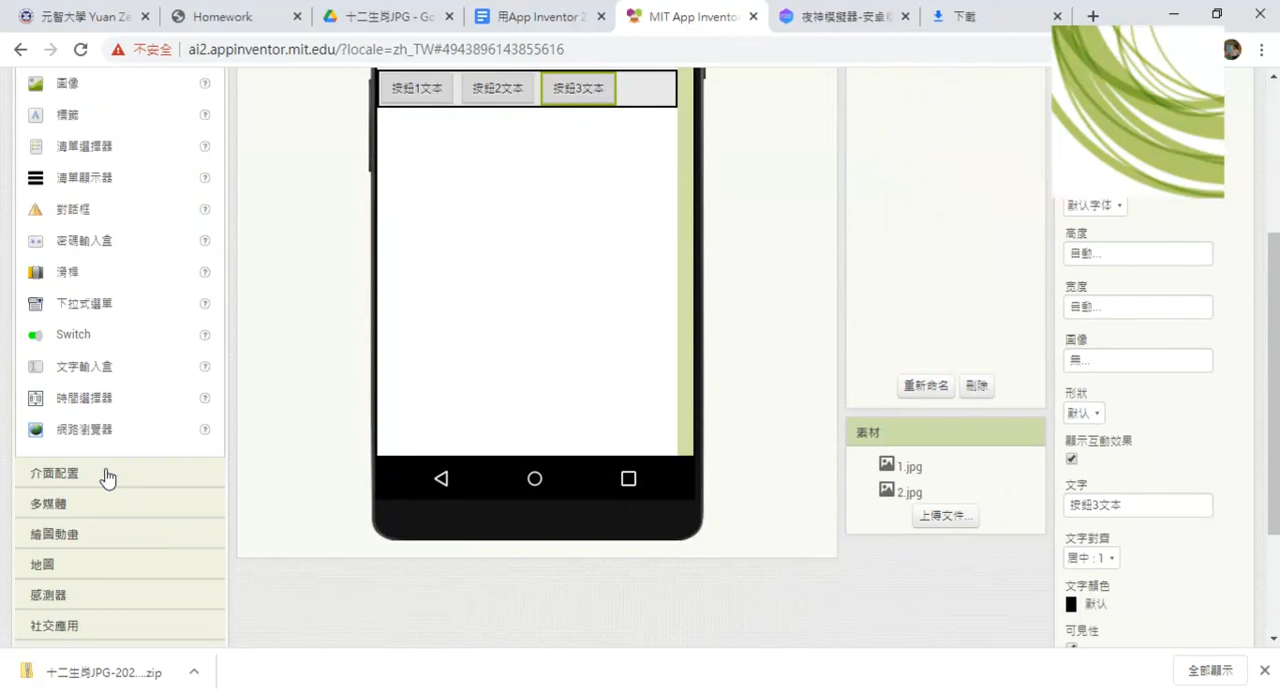 元智大學 Yuan Ze
Homework
十二生肖JPG - Go
用App Inventor 2
MIT App Inventor
夜神模擬器-安卓模
下載
不安全
ai2.appinventor.mit.edu/?locale=zh_TW#4943896143855616
圖像
標籤
清單選擇器
清單顯示器
對話框
密碼輸入盒
滑桿
下拉式選單
Switch
文字輸入盒
時間選擇器
網路瀏覽器
介面配置
多媒體
繪圖動畫
地圖
感測器
社交應用
按鈕1文本
按鈕2文本
按鈕3文本
重新命名
刪除
素材
1.jpg
2.jpg
上傳文件...
默认字体
高度
自動...
宽度
自動...
圖像
無...
形狀
默认
顯示互動效果
文字
按鈕3文本
文字對齊
居中 : 1
文字顏色
默认
可見性
十二生肖JPG-202....zip
全部顯示